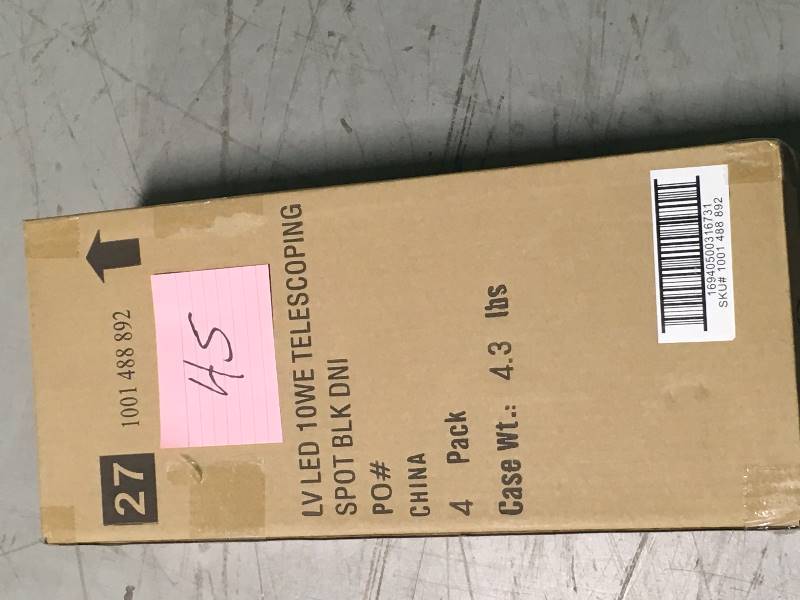 27 1001 488 892
45
LV LED 10WE TELESCOPING
SPOT BLK DNI
PO#
CHINA
4 Pack
Case Wt.: 4.3 lbs
16940500316731
SKU# 1001 488 892